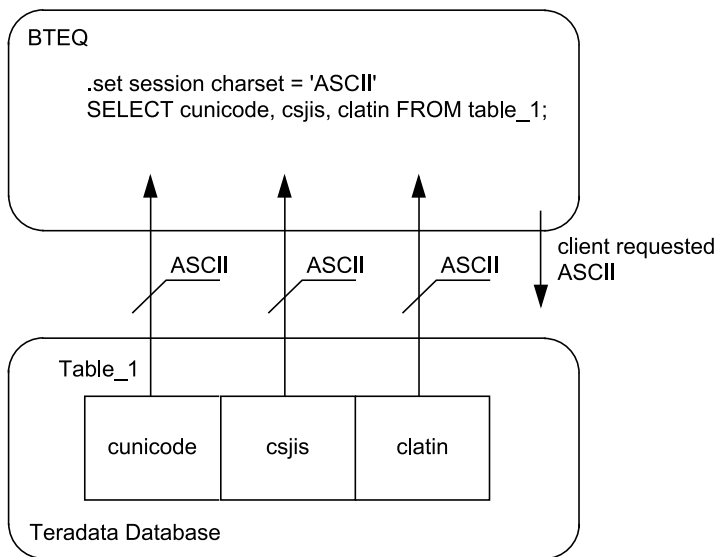 BTEQ
.set session charset = 'ASCII'
SELECT cunicode, csjis, clatin FROM table_1;
ASCII
ASCII
ASCII
client requested
ASCII
Table_1
cunicode
csjis
clatin
Teradata Database